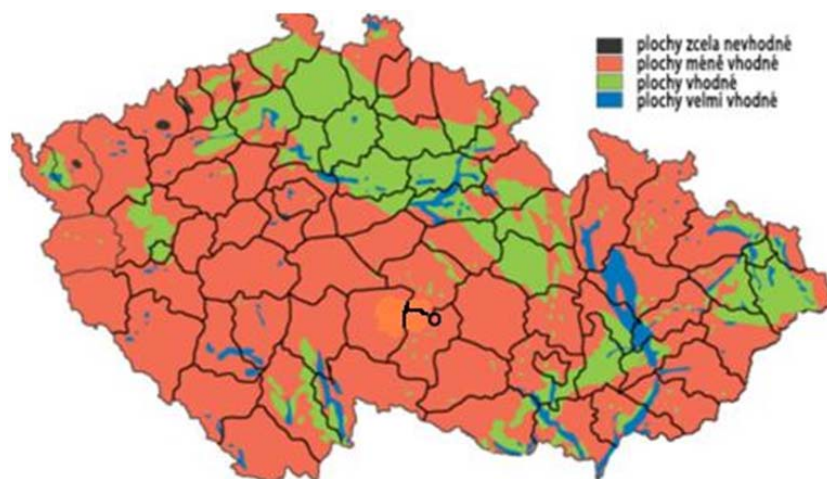 plochy zcela nevhodné
plochy méně vhodné
plochy vhodné
plochy velmi vhodné